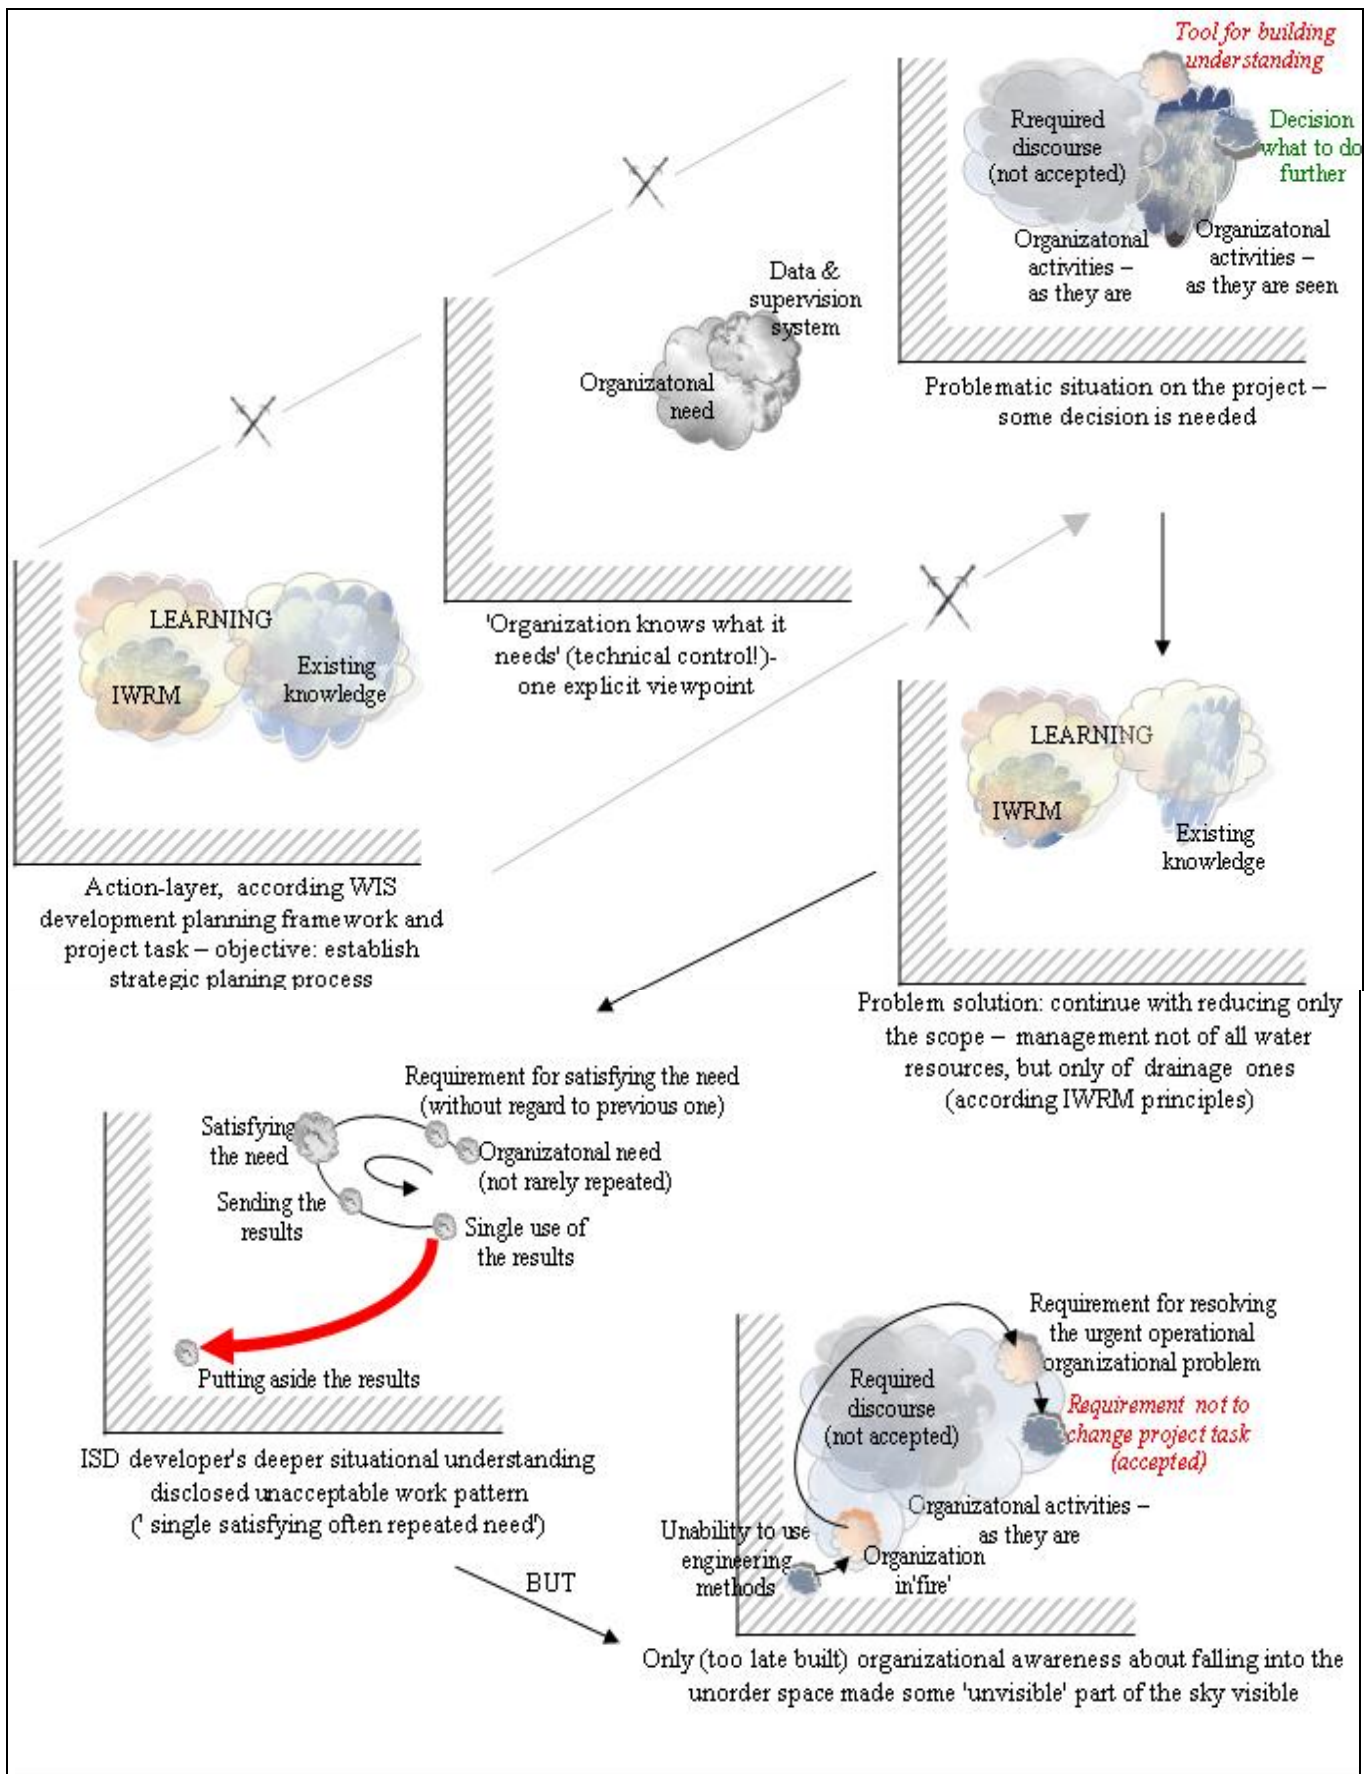 Tool for building
understanding
Rrequired
discourse
(not accepted)
Decision
what to do
further
Organizatonal
activities –
as they are
Organizatonal
activities –
as they are seen
Problematic situation on the project –
some decision is needed
Data &
supervision
system
Organizatonal
need
'Organization knows what it
needs' (technical control!)-
one explicit viewpoint
LEARNING
Existing
knowledge
IWRM
Action-layer, according WIS
development planning framework and
project task – objective: establish
strategic planing process
LEARNING
IWRM
Existing
knowledge
Problem solution: continue with reducing only
the scope – management not of all water
resources, but only of drainage ones
(according IWRM principles)
Requirement for satisfying the need
(without regard to previous one)
Satisfying
the need
Organizatonal need
(not rarely repeated)
Sending the
results
Single use of
the results
Putting aside the results
ISD developer's deeper situational understanding
disclosed unacceptable work pattern
(' single satisfying often repeated need')
BUT
Requirement for resolving
the urgent operational
organizational problem
Required
discourse
(not accepted)
Requirement not to
change project task
(accepted)
Organizatonal activities –
as they are
Unability to use
engineering
methods
Organization
in'fire'
Only (too late built) organizational awareness about falling into the
unorder space made some 'unvisible' part of the sky visible